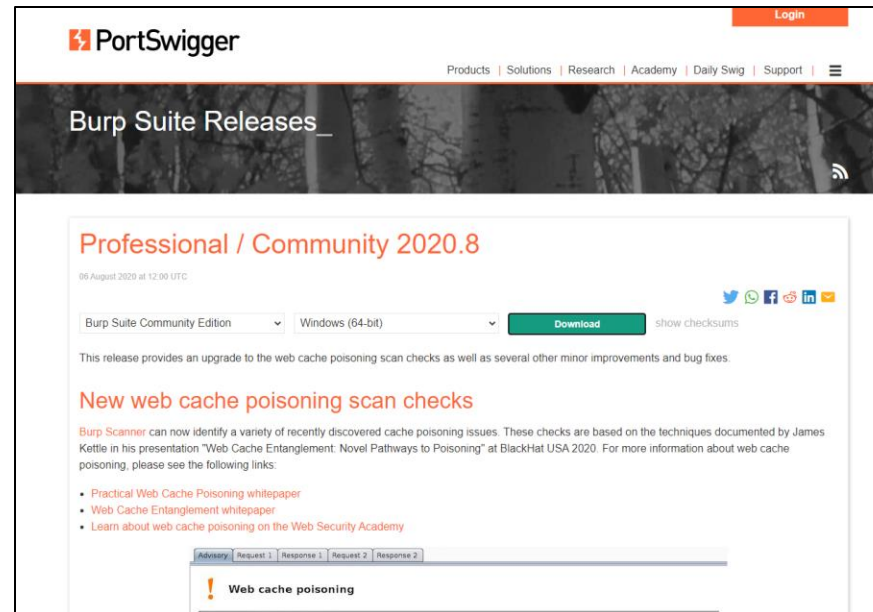 Login
PortSwigger
Products | Solutions | Research | Academy | Daily Swig | Support |
Burp Suite Releases_
Professional / Community 2020.8
06 August 2020 at 12:00 UTC
Burp Suite Community Edition Windows (64-bit) Download show checksums
This release provides an upgrade to the web cache poisoning scan checks as well as several other minor improvements and bug fixes.
New web cache poisoning scan checks
Burp Scanner can now identify a variety of recently discovered cache poisoning issues. These checks are based on the techniques documented by James
Kettle in his presentation "Web Cache Entanglement: Novel Pathways to Poisoning" at BlackHat USA 2020. For more information about web cache
poisoning, please see the following links:
• Practical Web Cache Poisoning whitepaper
• Web Cache Entanglement whitepaper
• Learn about web cache poisoning on the Web Security Academy
Advisory Request 1 Response 1 Request 2 Response 2
! Web cache poisoning